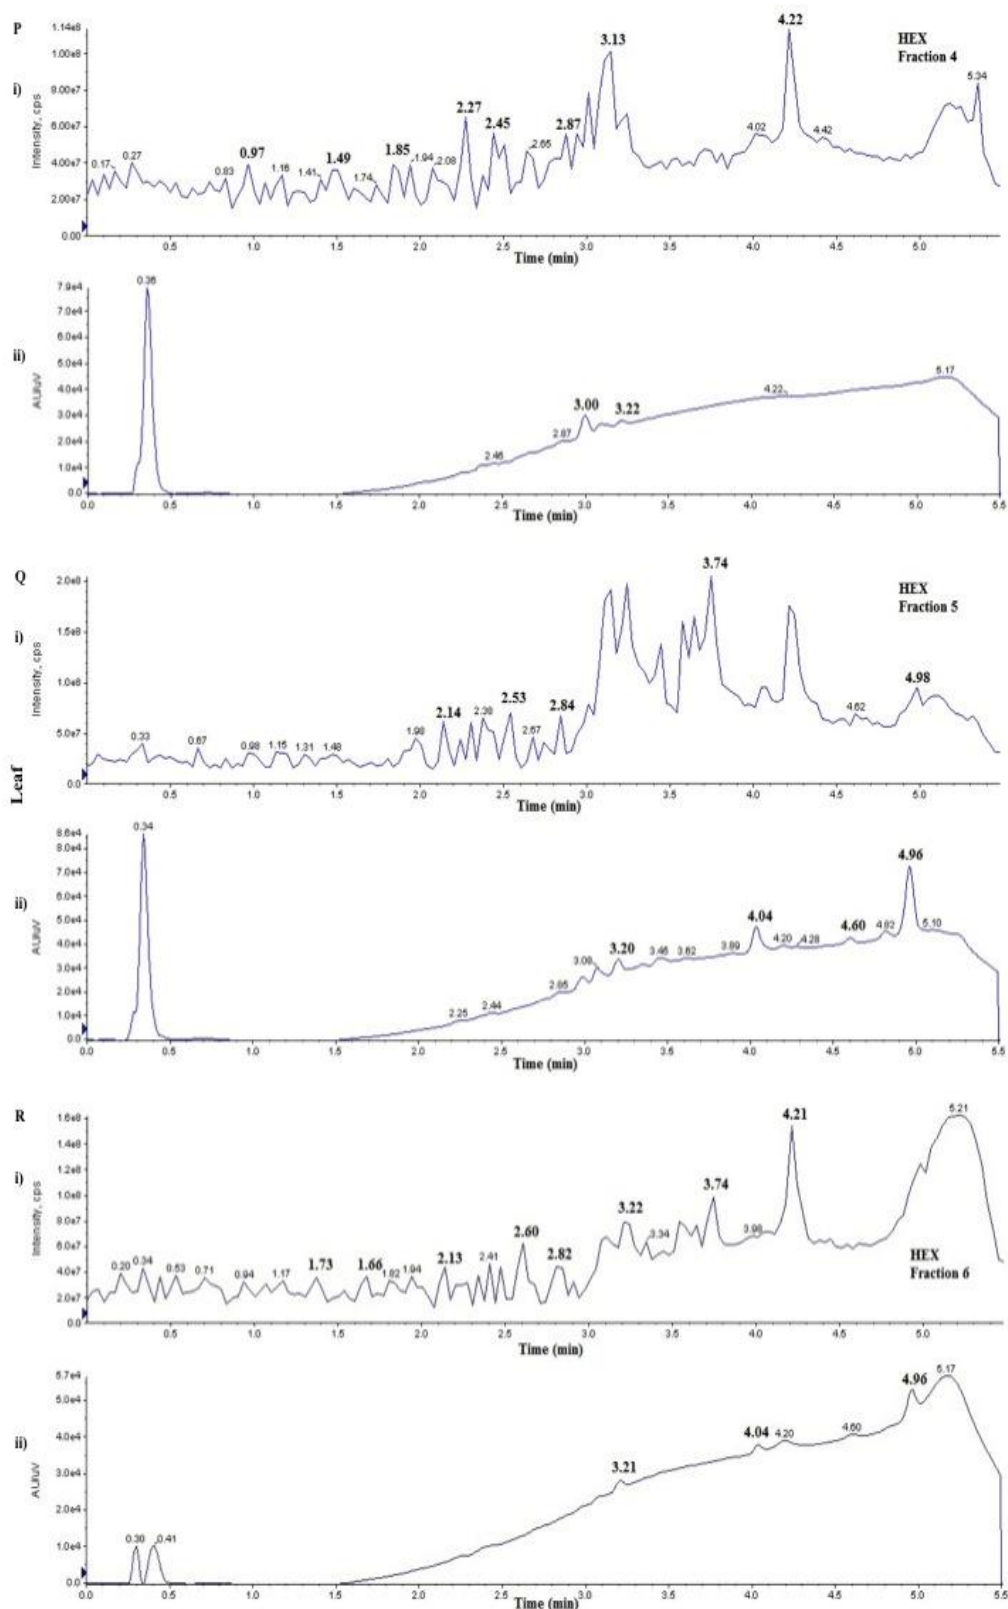 P
i)
HEX
Fraction 4
Intensity, cps
1.14e8
1.00e8
8.00e7
6.00e7
4.00e7
2.00e7
0.00
0.17
0.27
0.83
0.97
1.16
1.41
1.49
1.74
1.85
1.94
2.08
2.27
2.45
2.65
2.87
3.13
4.02
4.22
4.42
5.34
0.5 1.0 1.5 2.0 2.5 3.0 3.5 4.0 4.5 5.0
Time (min)
ii)
AU/uV
7.9e4
7.0e4
6.0e4
5.0e4
4.0e4
3.0e4
2.0e4
1.0e4
0.0
0.36
2.46
2.87
3.00
3.22
4.22
5.17
0.0 0.5 1.0 1.5 2.0 2.5 3.0 3.5 4.0 4.5 5.0 5.5
Time (min)
Leaf
Q
i)
HEX
Fraction 5
Intensity, cps
2.0e8
1.5e8
1.0e8
5.0e7
0.0
0.33
0.67
0.98
1.15
1.31
1.48
1.98
2.14
2.38
2.53
2.67
2.84
3.74
4.62
4.98
0.5 1.0 1.5 2.0 2.5 3.0 3.5 4.0 4.5 5.0
Time (min)
ii)
AU/uV
8.6e4
8.0e4
7.0e4
6.0e4
5.0e4
4.0e4
3.0e4
2.0e4
1.0e4
0.0
0.34
2.25
2.44
2.85
3.08
3.20
3.46
3.62
3.89
4.04
4.20
4.28
4.60
4.82
4.96
5.10
0.0 0.5 1.0 1.5 2.0 2.5 3.0 3.5 4.0 4.5 5.0 5.5
Time (min)
R
i)
HEX
Fraction 6
Intensity, cps
1.6e8
1.4e8
1.2e8
1.0e8
8.0e7
6.0e7
4.0e7
2.0e7
0.0
0.20
0.34
0.53
0.71
0.94
1.17
1.73
1.66
1.82
1.94
2.13
2.41
2.60
2.82
3.22
3.34
3.74
3.98
4.21
5.21
0.5 1.0 1.5 2.0 2.5 3.0 3.5 4.0 4.5 5.0
Time (min)
ii)
AU/uV
5.7e4
5.0e4
4.0e4
3.0e4
2.0e4
1.0e4
0.0
0.30
0.41
3.21
4.04
4.20
4.60
4.96
5.17
0.0 0.5 1.0 1.5 2.0 2.5 3.0 3.5 4.0 4.5 5.0 5.5
Time (min)